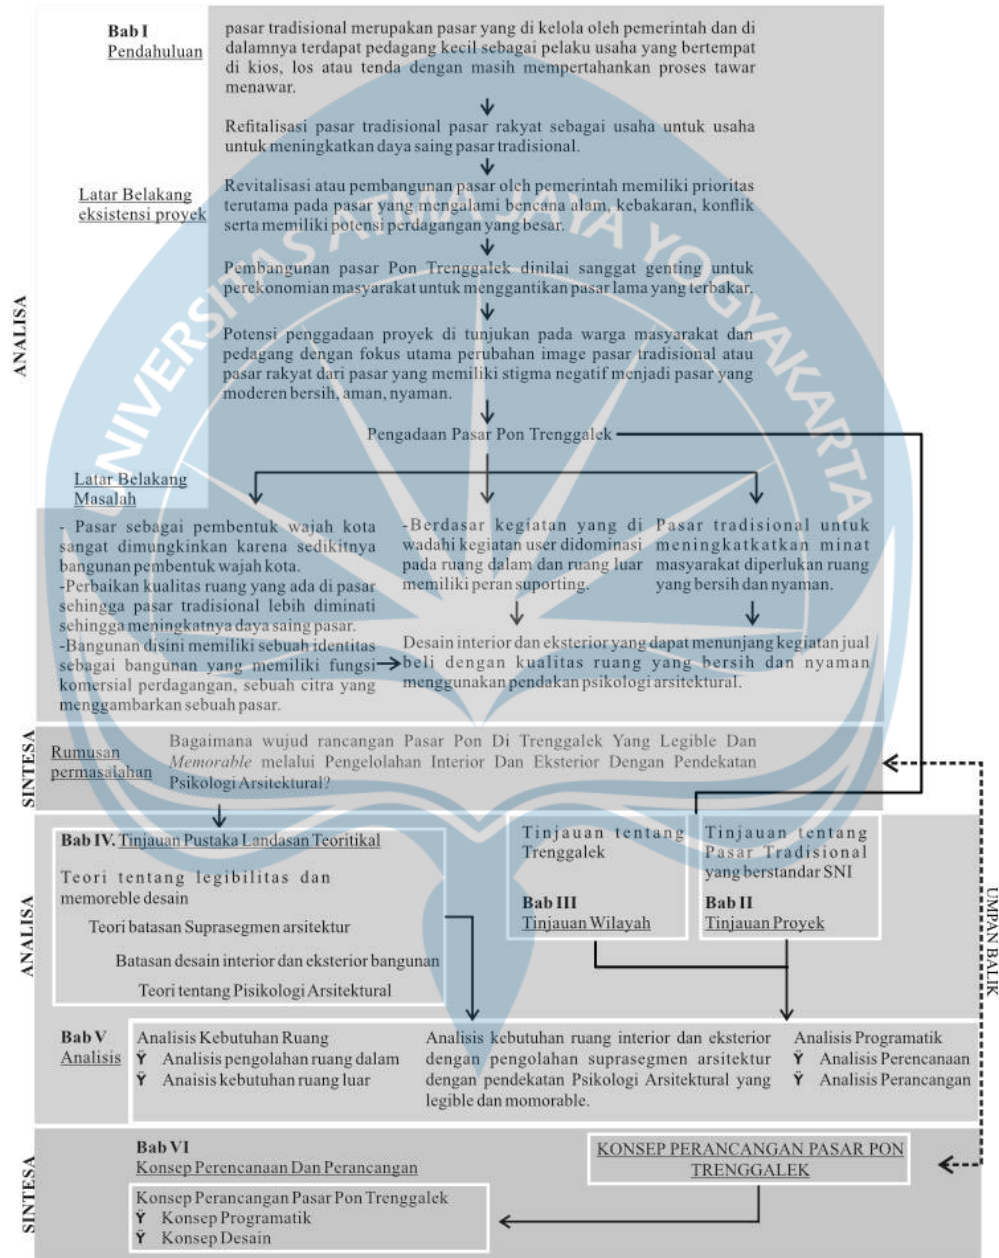 Bab I
Pendahuluan
pasar tradisional merupakan pasar yang di kelola oleh pemerintah dan di
dalamnya terdapat pedagang kecil sebagai pelaku usaha yang bertempat
di kios, los atau tenda dengan masih mempertahankan proses tawar
menawar.
Refitalisasi pasar tradisional pasar rakyat sebagai usaha untuk usaha
untuk meningkatkan daya saing pasar tradisional.
Latar Belakang
eksistensi proyek
Revitalisasi atau pembangunan pasar oleh pemerintah memiliki prioritas
terutama pada pasar yang mengalami bencana alam, kebakaran, konflik
serta memiliki potensi perdagangan yang besar.
Pembangunan pasar Pon Trenggalek dinilai sanggat genting untuk
perekonomian masyarakat untuk menggantikan pasar lama yang terbakar.
Potensi penggadaan proyek di tunjukan pada warga masyarakat dan
pedagang dengan fokus utama perubahan image pasar tradisional atau
pasar rakyat dari pasar yang memiliki stigma negatif menjadi pasar yang
moderen bersih, aman, nyaman.
ANALISA
Pengadaan Pasar Pon Trenggalek
Latar Belakang
Masalah
- Pasar sebagai pembentuk wajah kota
sangat dimungkinkan karena sedikitnya
bangunan pembentuk wajah kota.
-Perbaikan kualitas ruang yang ada di pasar
sehingga pasar tradisional lebih diminati
sehingga meningkatnya daya saing pasar.
-Bangunan disini memiliki sebuah identitas
sebagai bangunan yang memiliki fungsi
komersial perdagangan, sebuah citra yang
menggambarkan sebuah pasar.
-Berdasar kegiatan yang di
wadahi kegiatan user didominasi
pada ruang dalam dan ruang luar
memiliki peran suporting.
Pasar tradisional untuk
meningkatkatkan minat
masyarakat diperlukan ruang
yang bersih dan nyaman.
Desain interior dan eksterior yang dapat menunjang kegiatan jual
beli dengan kualitas ruang yang bersih dan nyaman
menggunakan pendakan psikologi arsitektural.
SINTESA
Rumusan
permasalahan
Bagaimana wujud rancangan Pasar Pon Di Trenggalek Yang Legible Dan
Memorable melalui Pengelolahan Interior Dan Eksterior Dengan Pendekatan
Psikologi Arsitektural?
ANALISA
Bab IV. Tinjauan Pustaka Landasan Teoritikal
Teori tentang legibilitas dan
memoreble desain
Teori batasan Suprasegmen arsitektur
Batasan desain interior dan eksterior bangunan
Teori tentang Pisikologi Arsitektural
Tinjauan tentang
Trenggalek
Bab III
Tinjauan Wilayah
Tinjauan tentang
Pasar Tradisional
yang berstandar SNI
Bab II
Tinjauan Proyek
UMPAN BALIK
Bab V
Analisis
Analisis Kebutuhan Ruang
Ÿ Analisis pengolahan ruang dalam
Ÿ Anaisis kebutuhan ruang luar
Analisis kebutuhan ruang interior dan eksterior
dengan pengolahan suprasegmen arsitektur
dengan pendekatan Psikologi Arsitektural yang
legible dan momorable.
Analisis Programatik
Ÿ Analisis Perencanaan
Ÿ Analisis Perancangan
SINTESA
Bab VI
Konsep Perencanaan Dan Perancangan
KONSEP PERANCANGAN PASAR PON
TRENGGALEK
Konsep Perancangan Pasar Pon Trenggalek
Ÿ Konsep Programatik
Ÿ Konsep Desain
UNIVERSITAS ATMA JAYA YOGYAKARTA